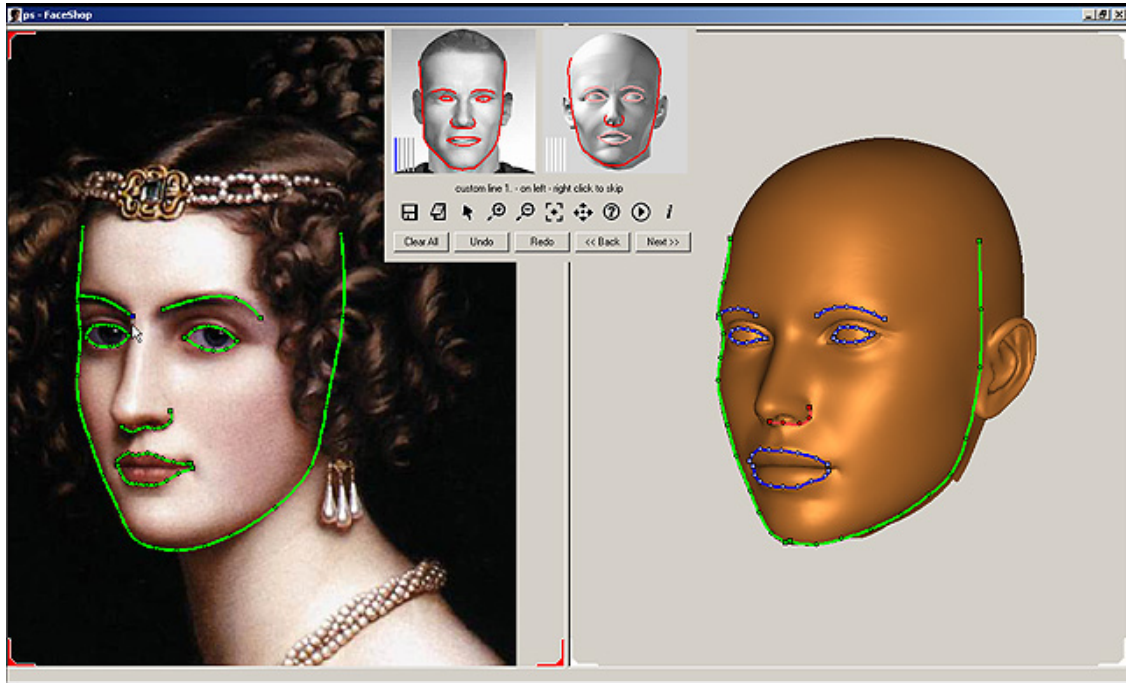 ps - FaceShop
custom line 1. - on left - right click to skip
Clear All Undo Redo << Back Next >>